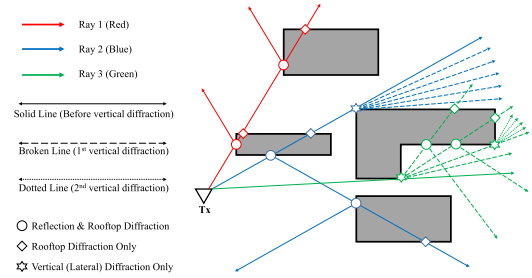 Ray 1 (Red)
Ray 2 (Blue)
Ray 3 (Green)
Solid Line (Before vertical diffraction)
Broken Line (1st vertical diffraction)
Dotted Line (2nd vertical diffraction)
Reflection & Rooftop Diffraction
Rooftop Diffraction Only
Vertical (Lateral) Diffraction Only
Tx